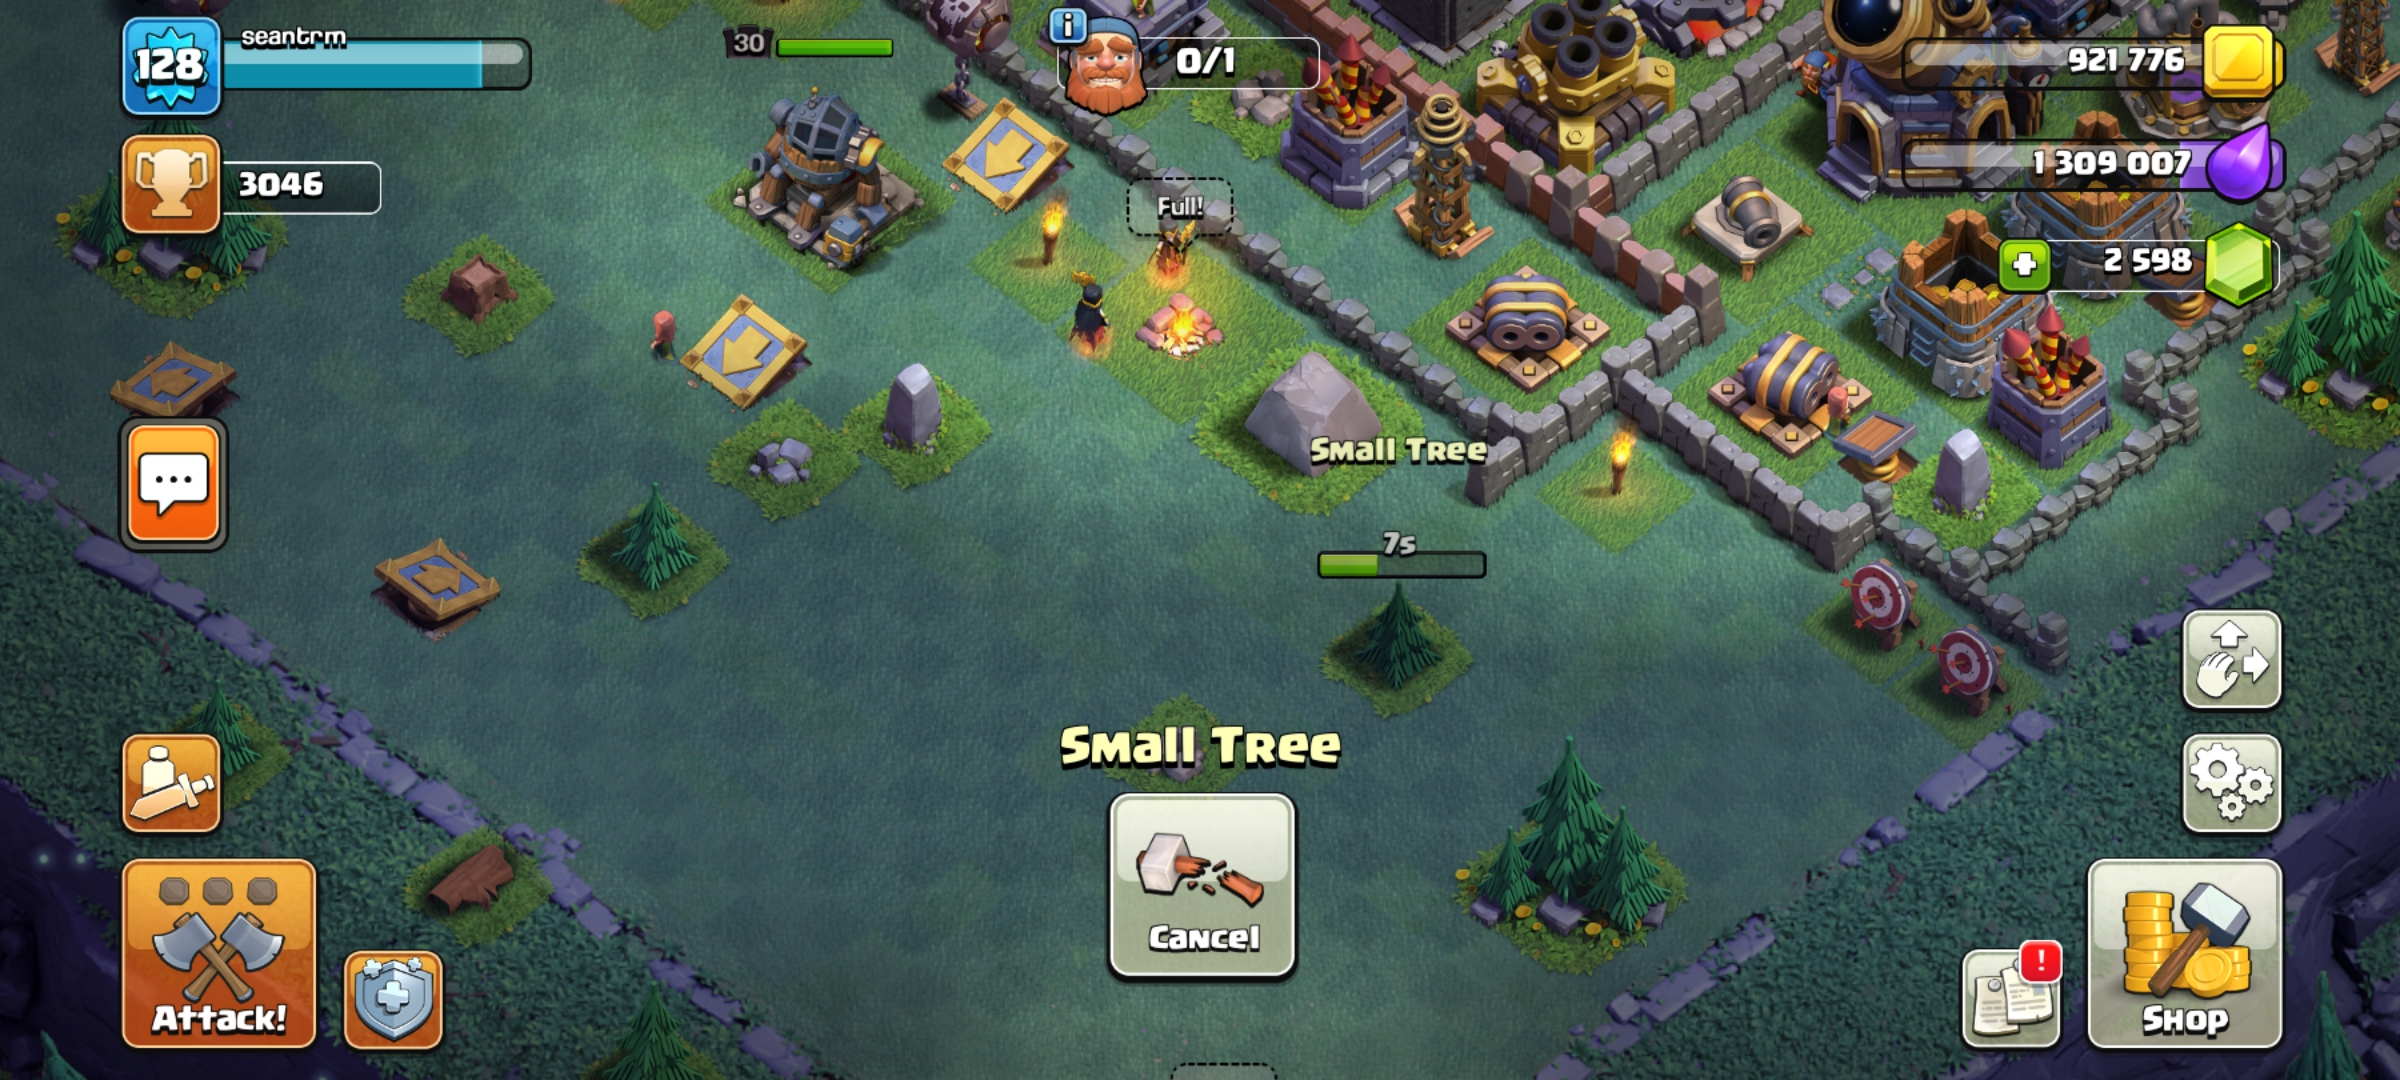 128
seantrm
30
i
0/1
921 776
3046
1 309 007
Full!
2 598
Small Tree
7s
Small Tree
Cancel
Attack!
!
Shop